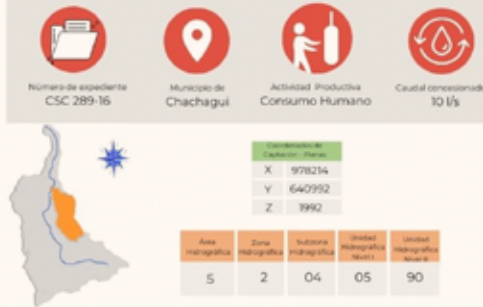 Número de expediente
CSC 289-16
Municipio de
Chachagui
Actividad Productiva
Consumo Humano
Caudal concesionado
10 l/s
Coordenadas de
Captación - Planas
X 978214
Y 640992
Z 1992
Área Hidrográfica
Zona Hidrográfica
Subzona Hidrográfica
Unidad Hidrográfica Nivel I
Unidad Hidrográfica Nivel II
5 2 04 05 90